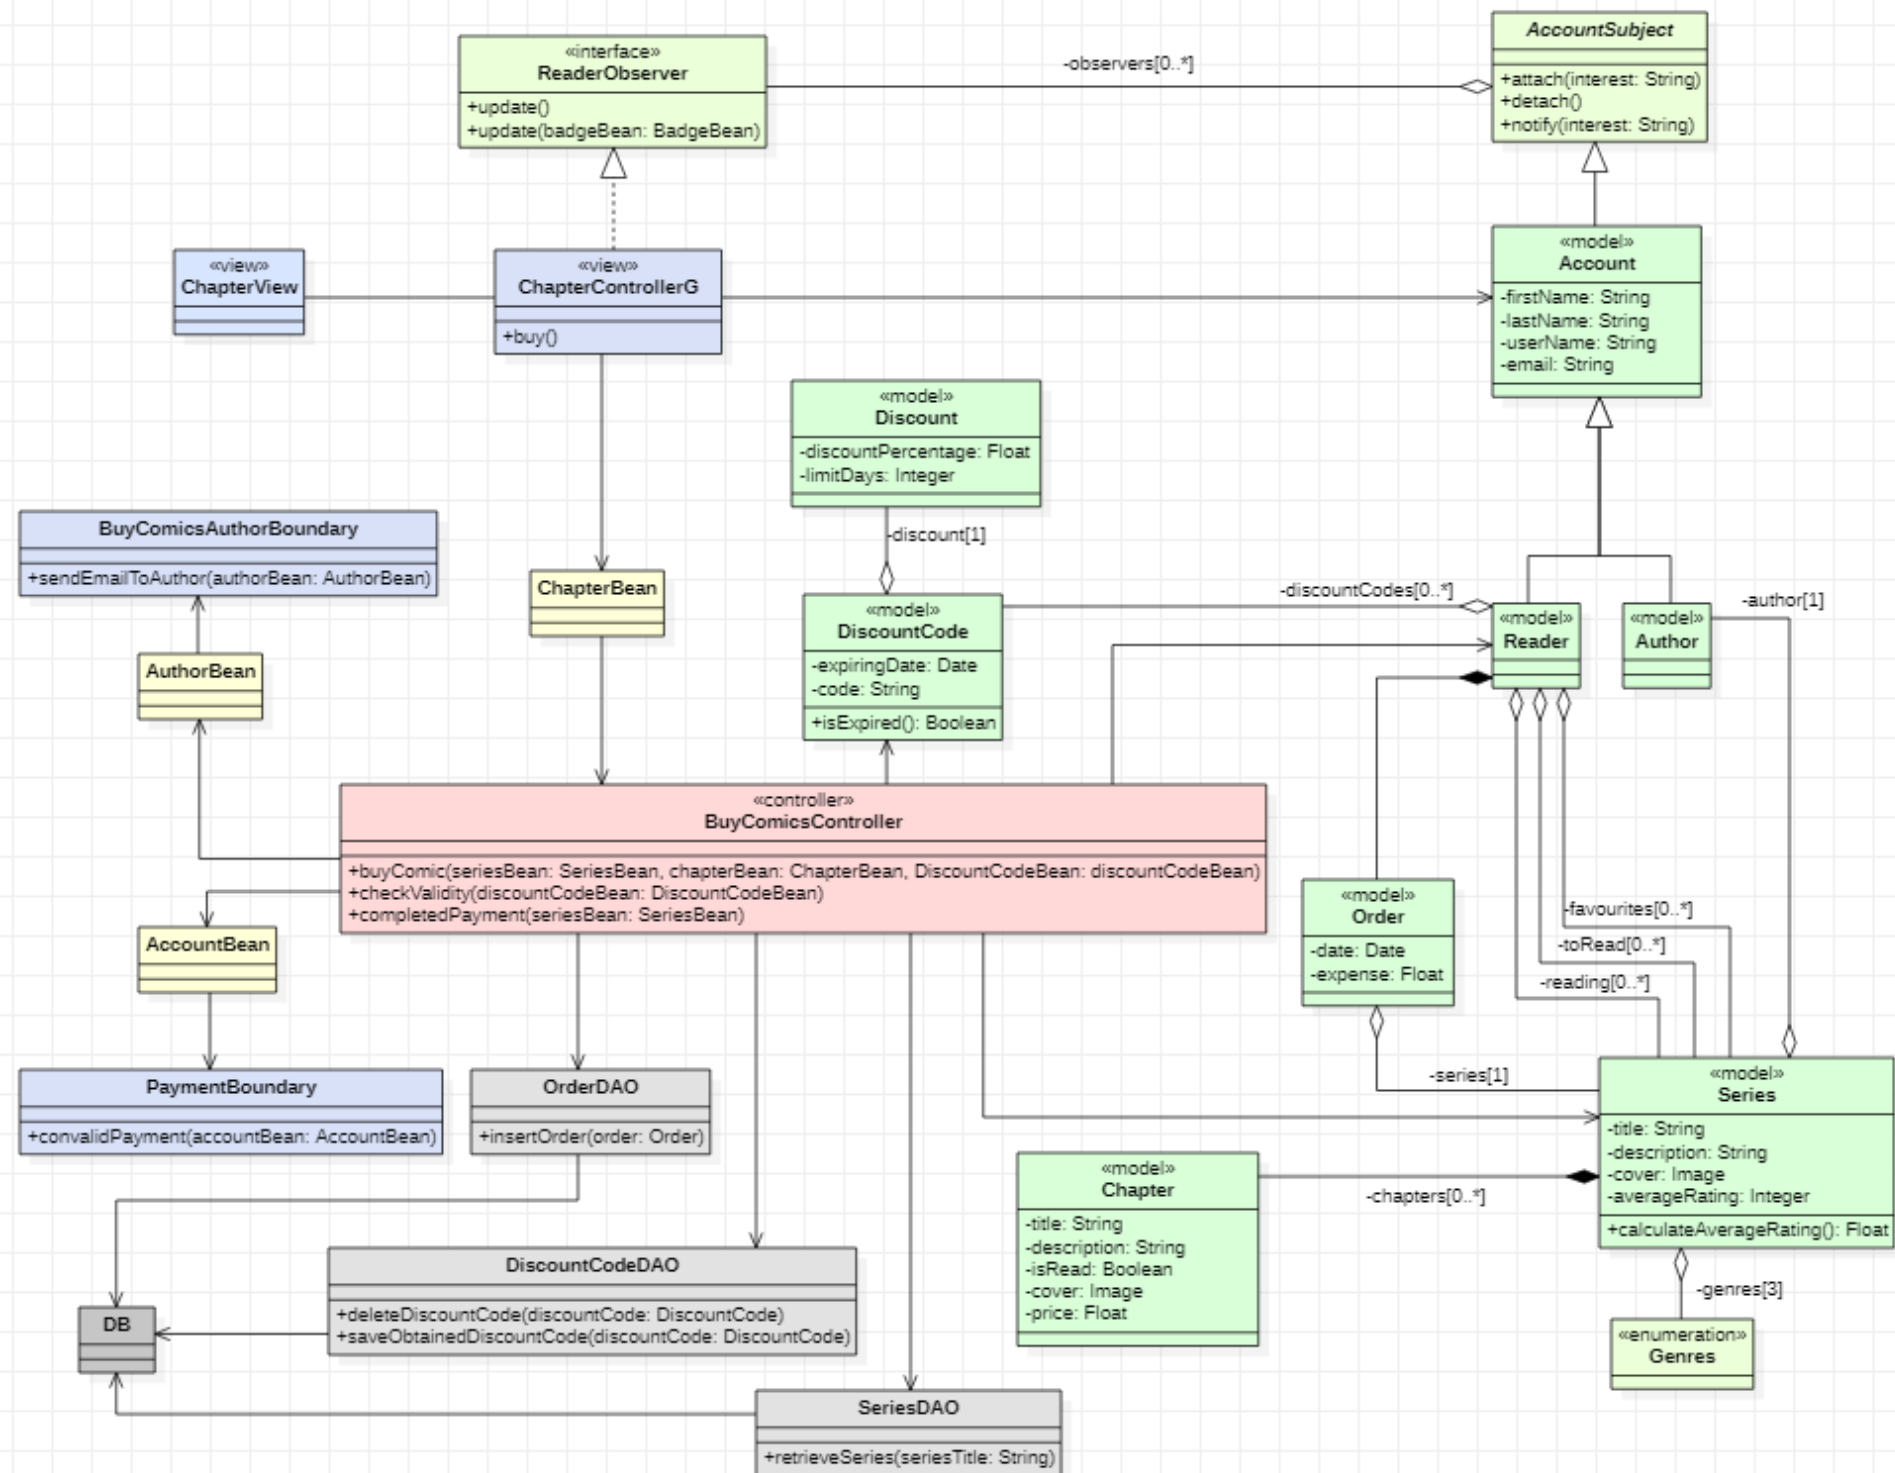 «interface»
ReaderObserver
+update()
+update(badgeBean: BadgeBean)
-observers[0..*]
AccountSubject
+attach(interest: String)
+detach()
+notify(interest: String)
«view»
ChapterView
«view»
ChapterControllerG
+buy()
«model»
Account
-firstName: String
-lastName: String
-userName: String
-email: String
«model»
Discount
-discountPercentage: Float
-limitDays: Integer
-discount[1]
BuyComicsAuthorBoundary
+sendEmailToAuthor(authorBean: AuthorBean)
ChapterBean
«model»
DiscountCode
-expiringDate: Date
-code: String
+isExpired(): Boolean
-discountCodes[0..*]
«model»
Reader
«model»
Author
-author[1]
AuthorBean
«controller»
BuyComicsController
+buyComic(seriesBean: SeriesBean, chapterBean: ChapterBean, DiscountCodeBean: discountCodeBean)
+checkValidity(discountCodeBean: DiscountCodeBean)
+completedPayment(seriesBean: SeriesBean)
AccountBean
«model»
Order
-date: Date
-expense: Float
-favourites[0..*]
-toRead[0..*]
-reading[0..*]
PaymentBoundary
+convalidPayment(accountBean: AccountBean)
OrderDAO
+insertOrder(order: Order)
-series[1]
«model»
Series
-title: String
-description: String
-cover: Image
-averageRating: Integer
+calculateAverageRating(): Float
«model»
Chapter
-title: String
-description: String
-isRead: Boolean
-cover: Image
-price: Float
-chapters[0..*]
DiscountCodeDAO
+deleteDiscountCode(discountCode: DiscountCode)
+saveObtainedDiscountCode(discountCode: DiscountCode)
DB
-genres[3]
«enumeration»
Genres
SeriesDAO
+retrieveSeries(seriesTitle: String)